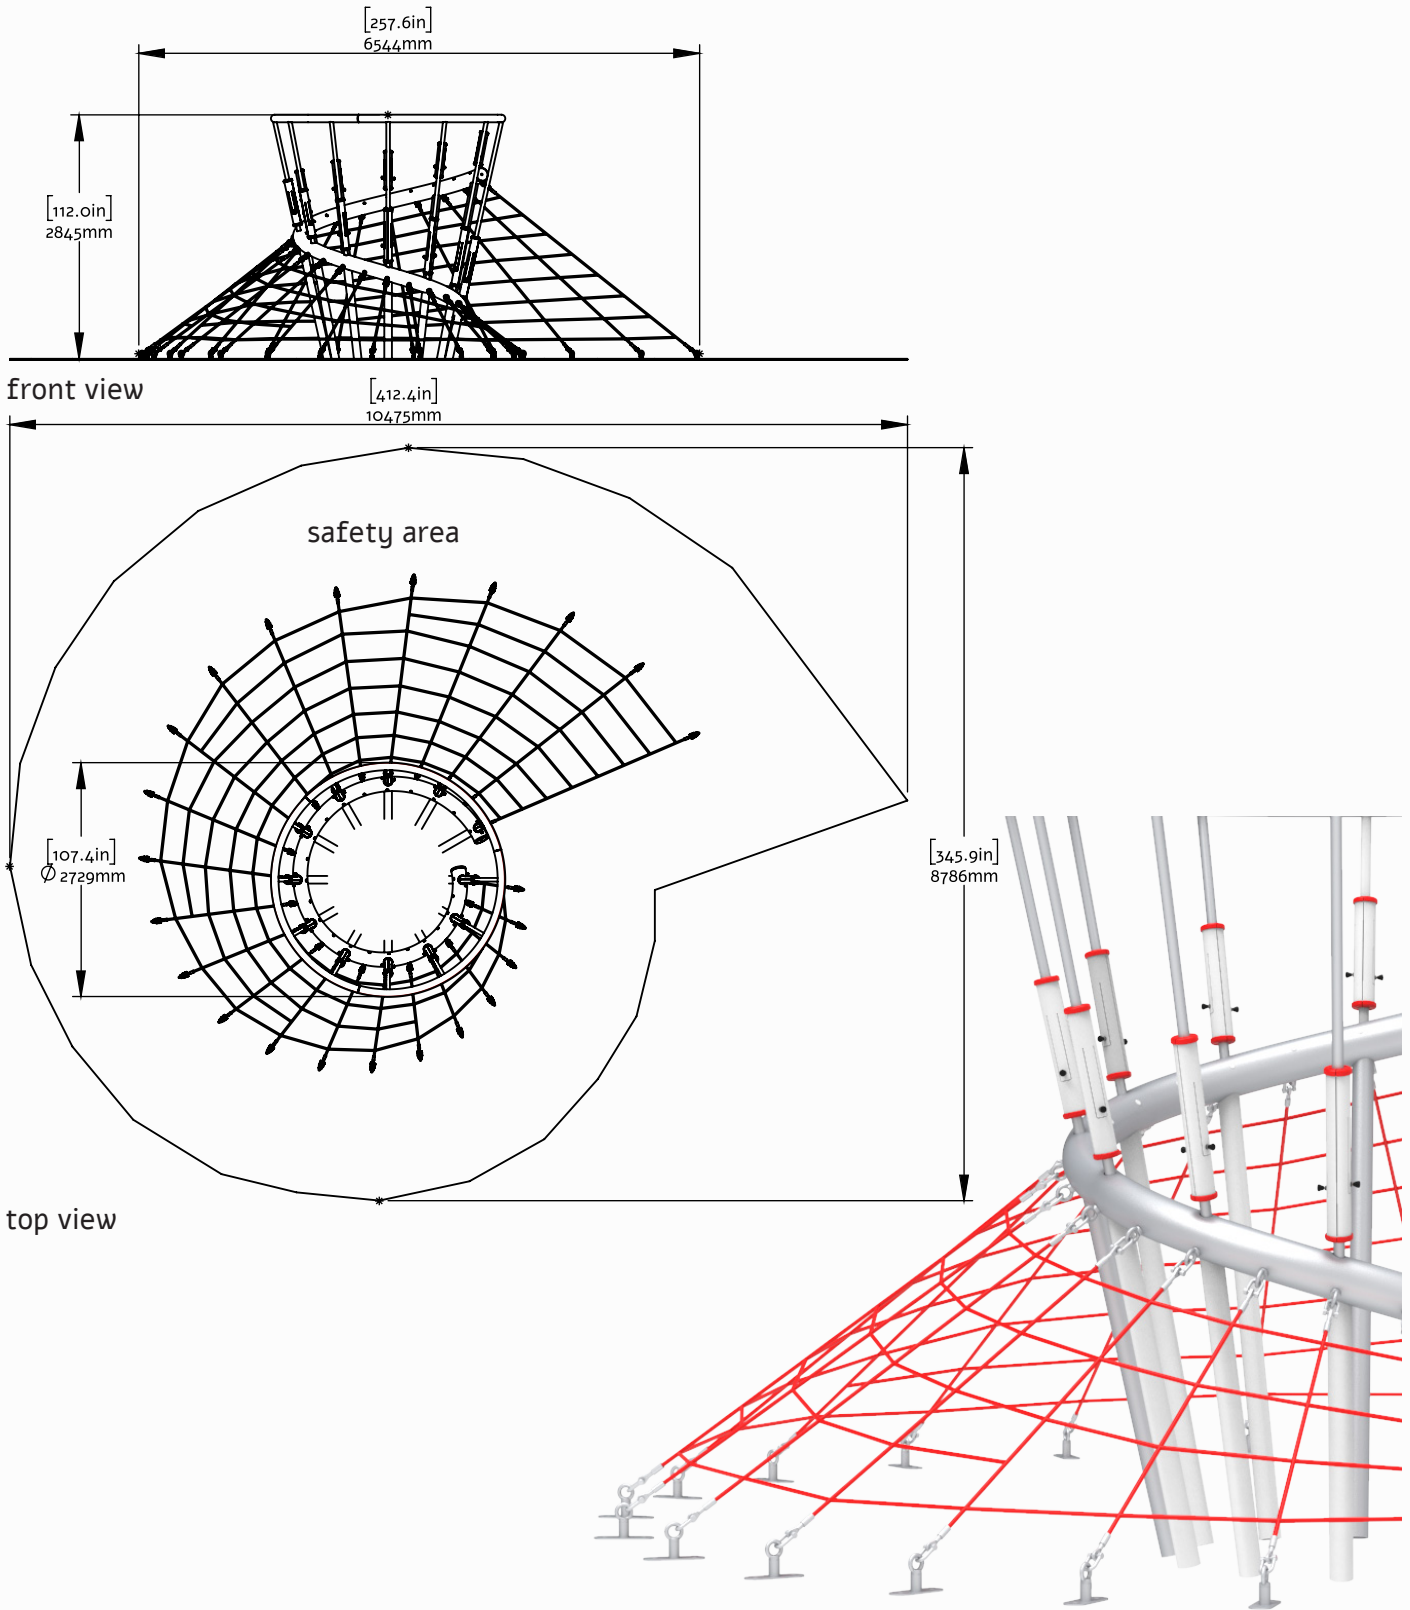 [257.6in]
6544mm
[112.0in]
2845mm
front view
[412.4in]
10475mm
safety area
[107.4in]
Ø 2729mm
[345.9in]
8786mm
top view